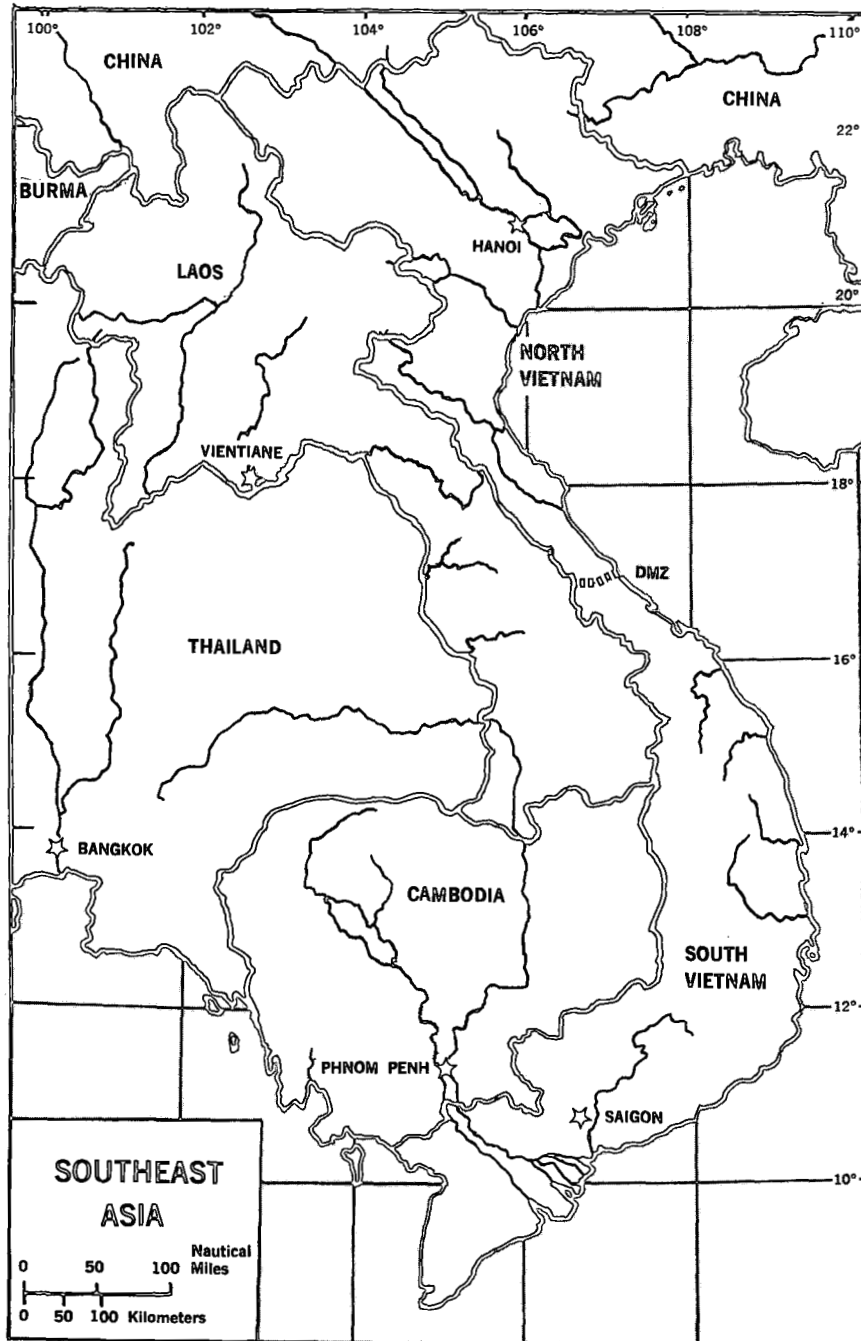 100° 102° 104° 106° 108° 110°
CHINA
CHINA
22°
BURMA
HANOI
LAOS
20°
NORTH
VIETNAM
VIENTIANE
18°
DMZ
THAILAND
16°
14°
BANGKOK
CAMBODIA
SOUTH
VIETNAM
12°
PHNOM PENH
SAIGON
10°
SOUTHEAST
ASIA
0 50 100 Nautical
Miles
0 50 100 Kilometers